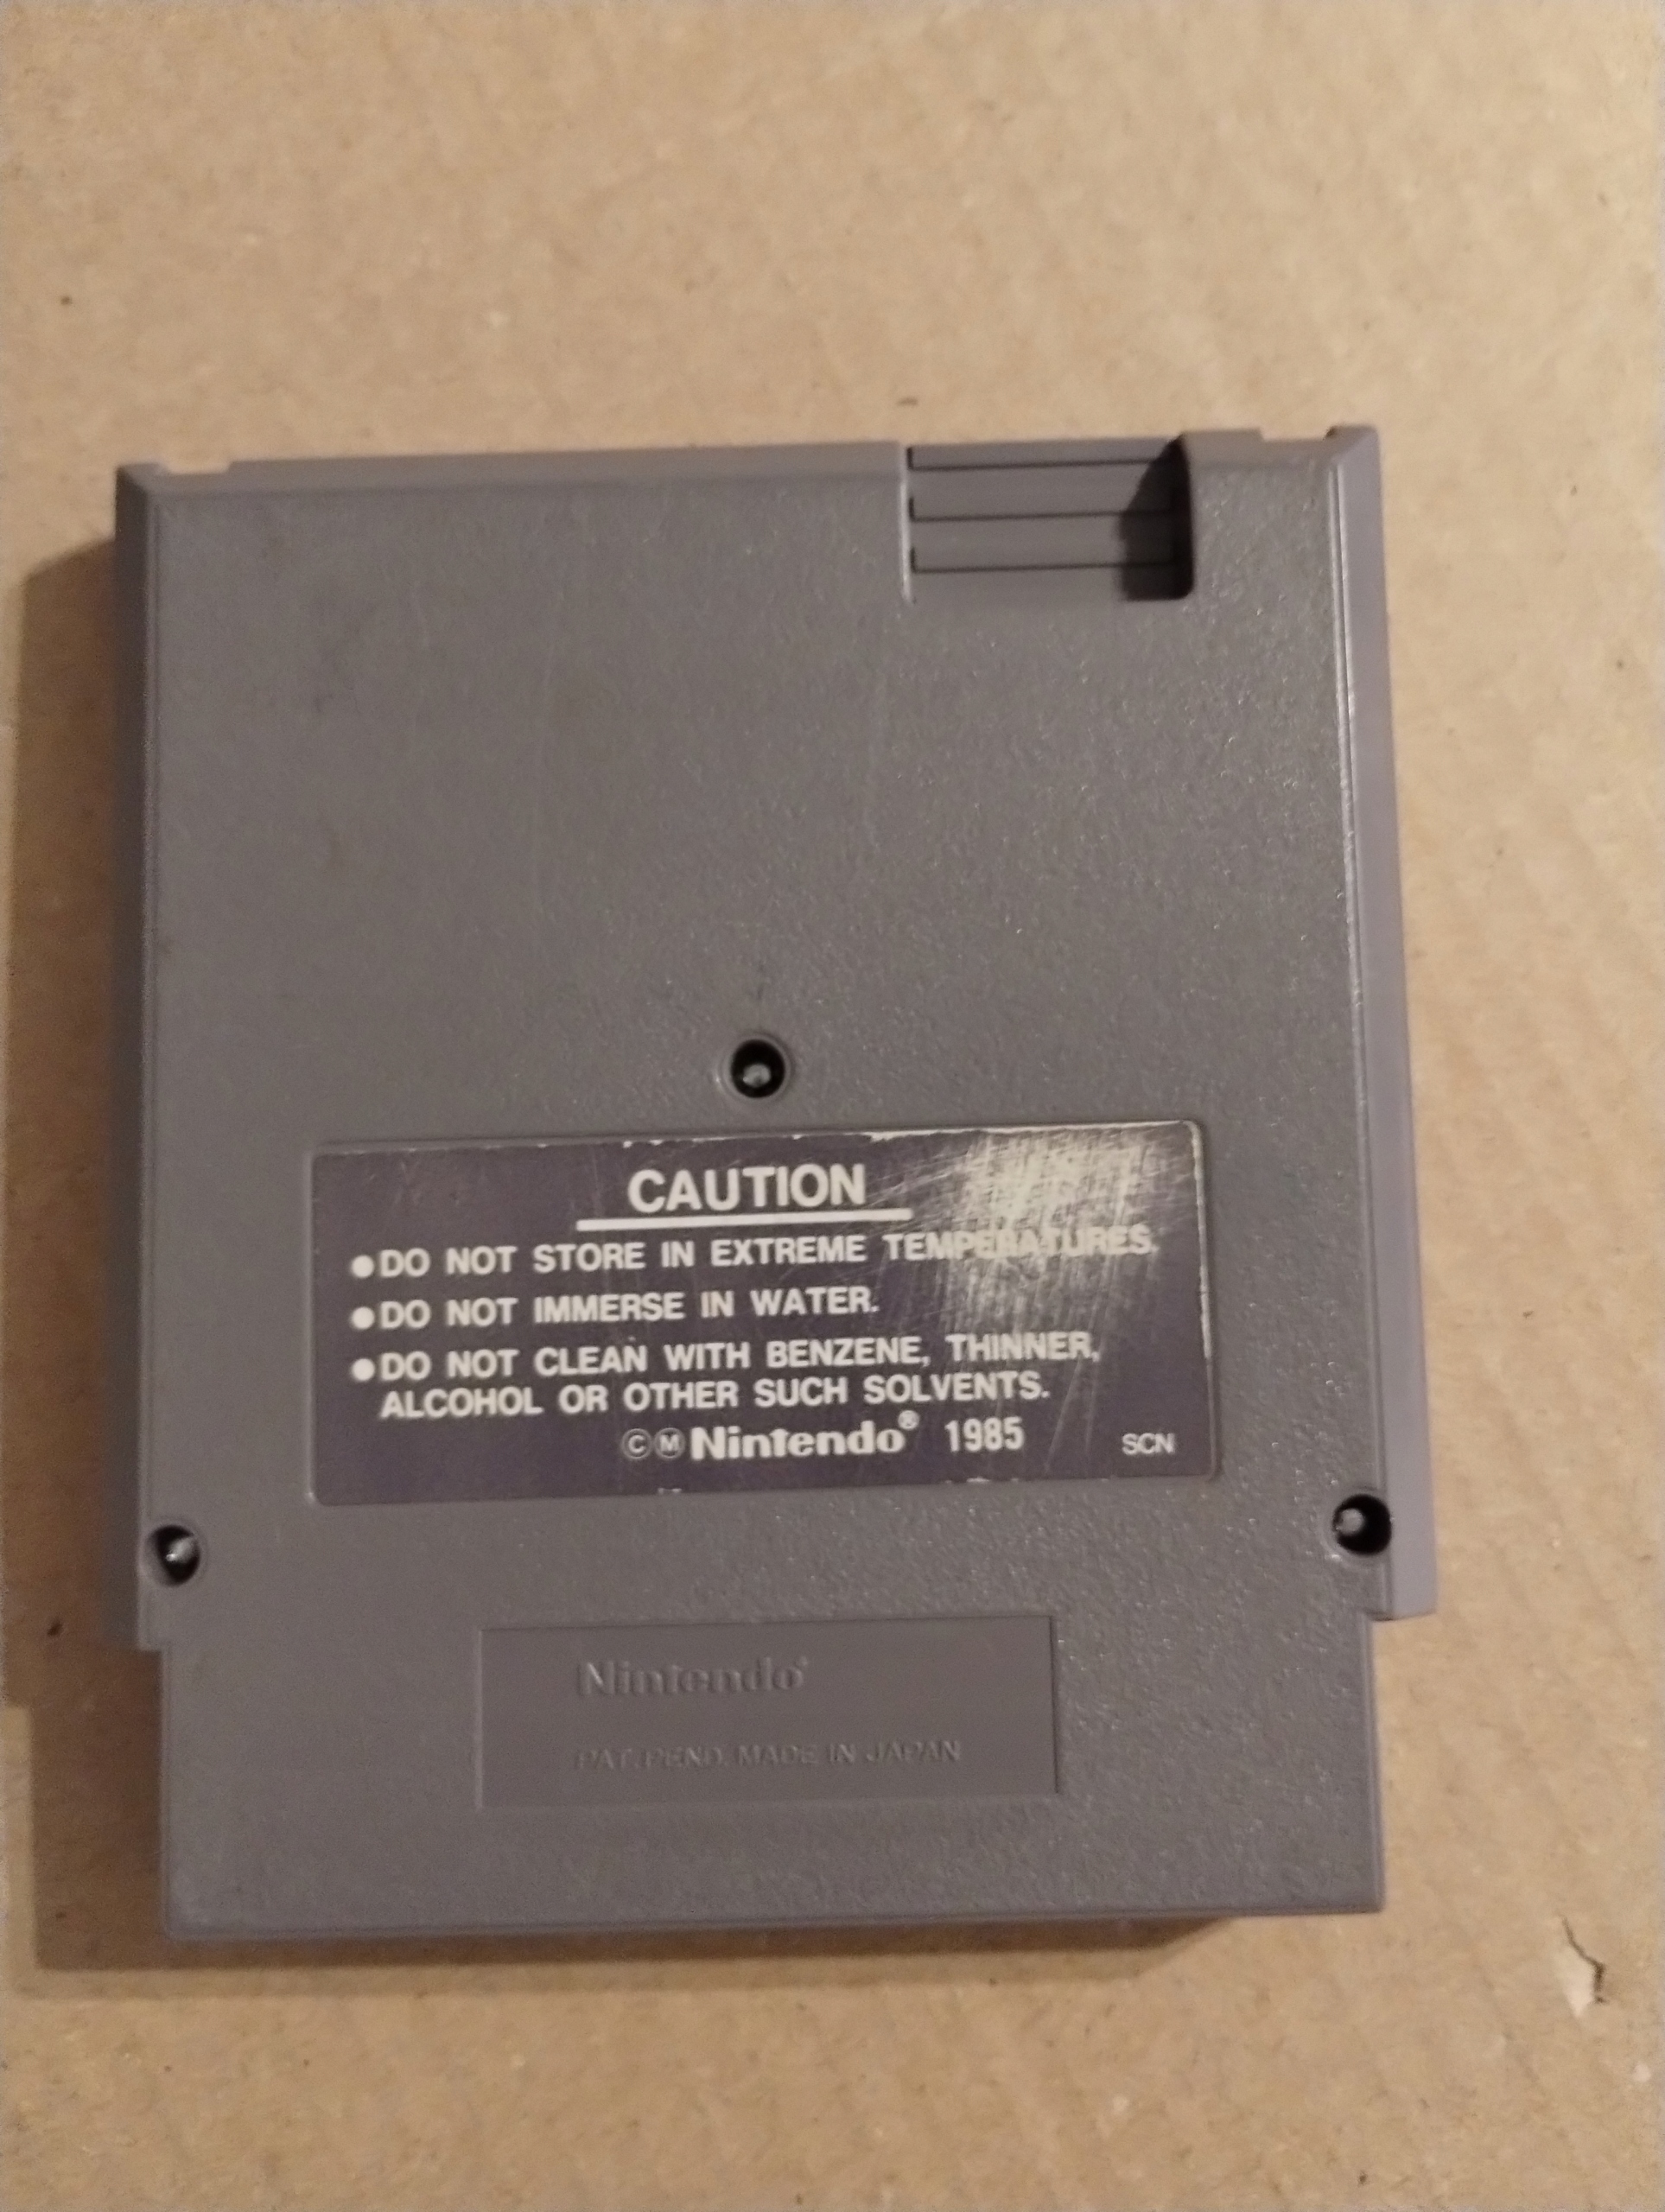 CAUTION
●DO NOT STORE IN EXTREME TEMPERATURES.
●DO NOT IMMERSE IN WATER.
●DO NOT CLEAN WITH BENZENE, THINNER,
ALCOHOL OR OTHER SUCH SOLVENTS.
ⒸⓂNintendo® 1985 SCN
Nintendo®
PAT.PEND. MADE IN JAPAN